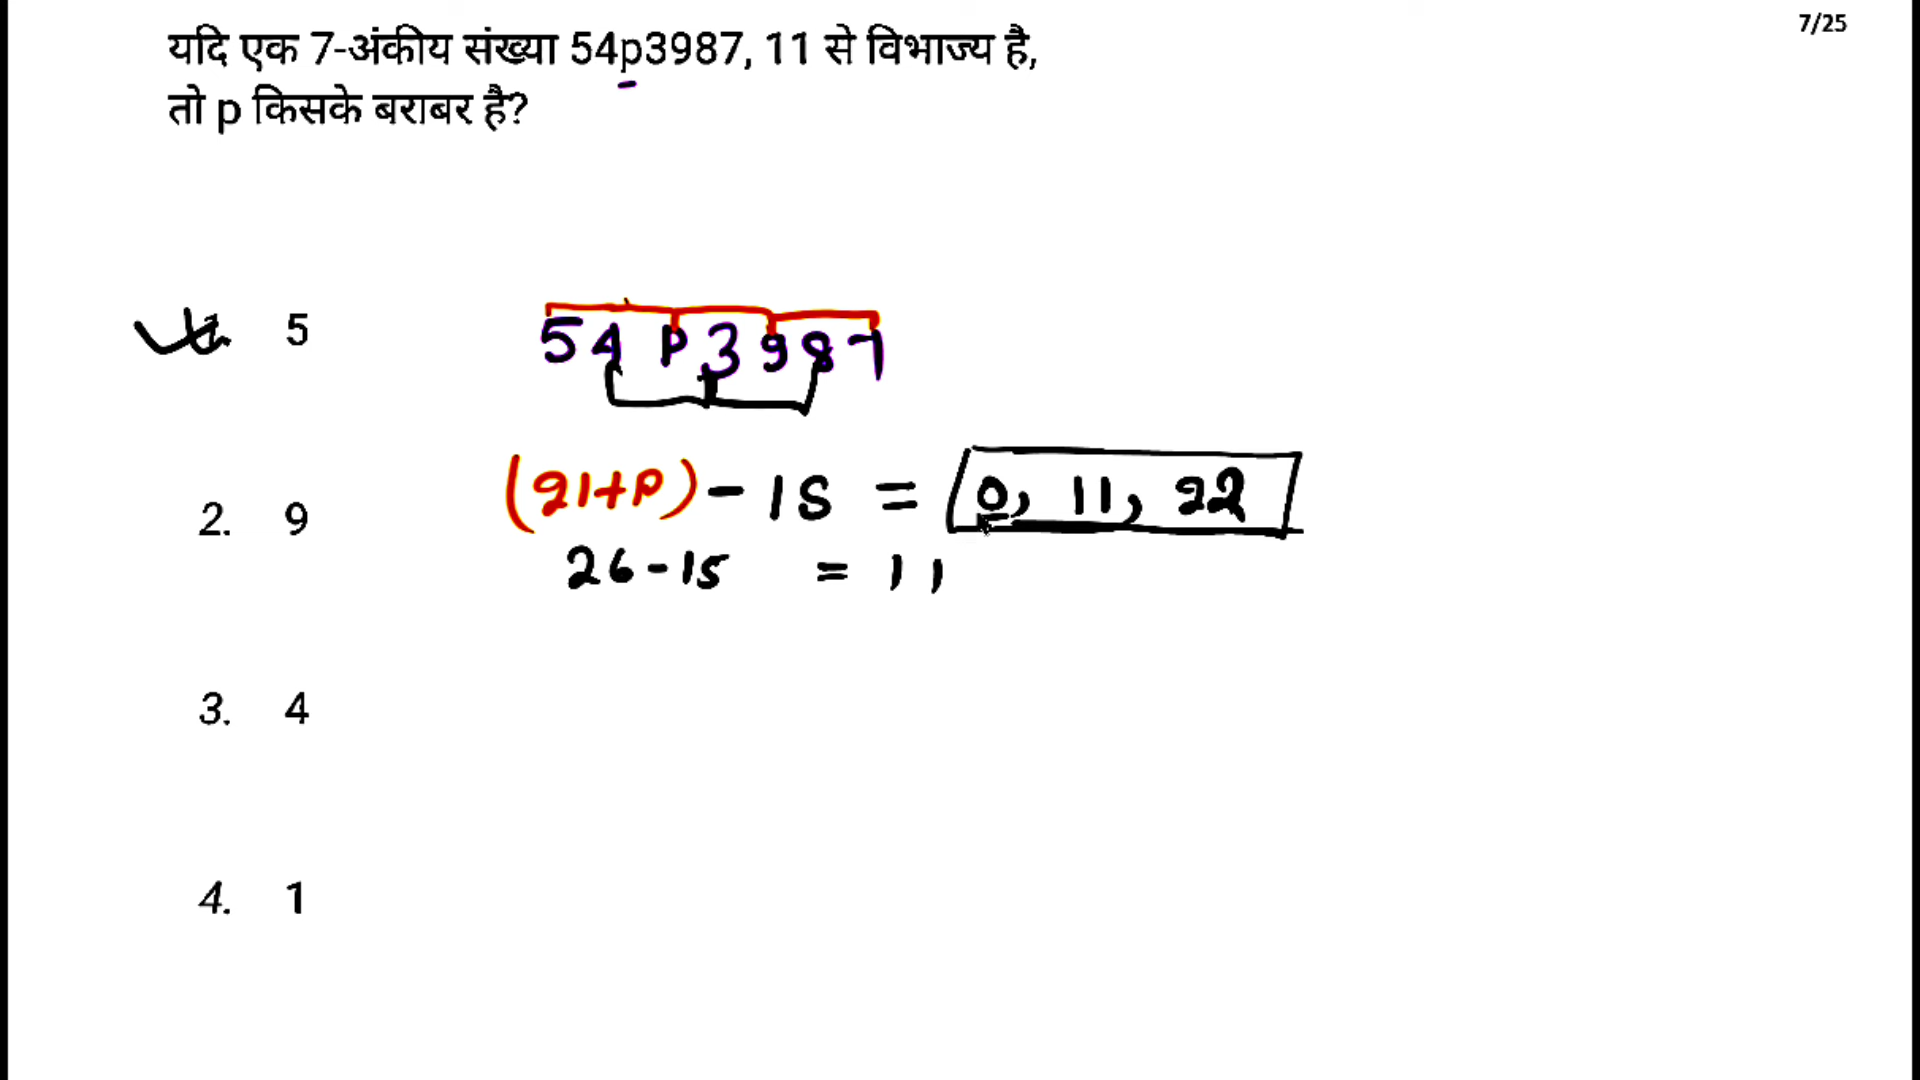 7/25
यदि एक 7-अंकीय संख्या 54p3987, 11 से विभाज्य है,
तो p किसके बराबर है?
5
54p3987
(21+p) - 15 = 0, 11, 22
26-15 = 11
2. 9
3. 4
4. 1